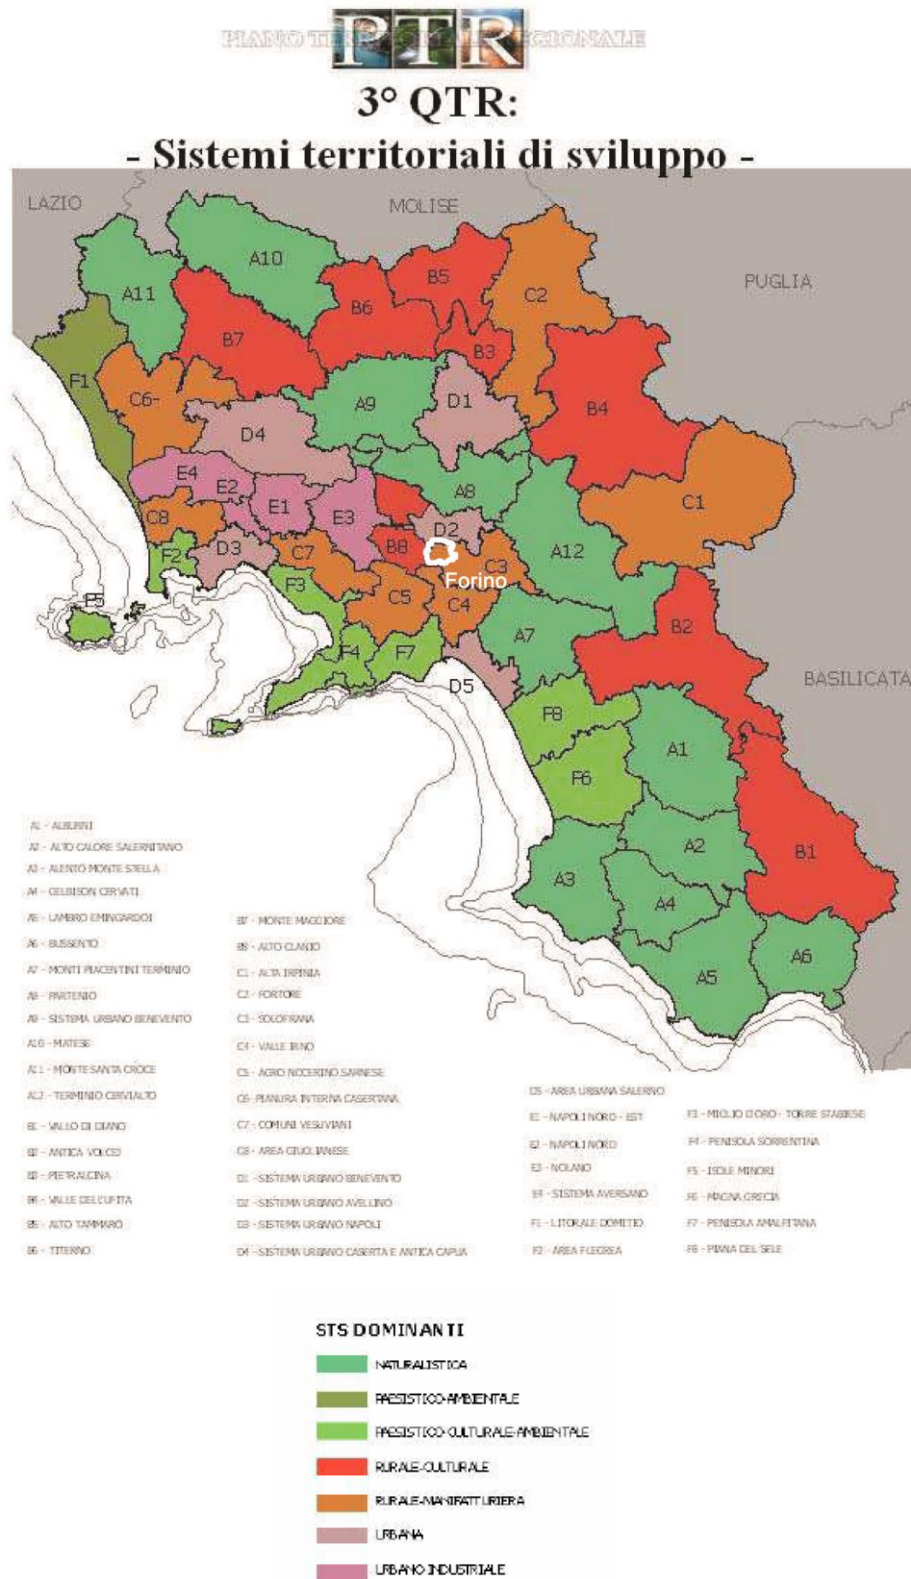 PIANO TERRITORIALE REGIONALE
PTR
3° QTR:
- Sistemi territoriali di sviluppo -
LAZIO
MOLISE
PUGLIA
BASILICATA
A10
B5
C2
A11
B6
B7
B3
F1
C6-
A9
D1
B4
D4
E4
E2
E1
E3
A8
C1
C8
D2
B8
A12
F2
D3
C7
C3
Forino
F3
C5
C4
F5
B2
A7
F4
F7
D5
F8
A1
F6
A2
B1
A3
A4
A5
A6
A1 - ALBURNI
A2 - ALTO CALORE SALERNITANO
A3 - ALENTO MONTE STELLA
A4 - GELBISON CERVATI
A5 - LAMBRO EMINGARDOI
A6 - BUSSENTO
A7 - MONTI PIACENTINI TERMINIO
A8 - PARTENIO
A9 - SISTEMA URBANO BENEVENTO
A10 - MATESE
A11 - MONTE SANTA CROCE
A12 - TERMINIO CERVIALTO
B1 - VALLO DI DIANO
B2 - ANTICA VOLCEI
B3 - PIETRALCINA
B4 - VALLE DELL'UFITA
B5 - ALTO TAMMARO
B6 - TITERNO
B7 - MONTE MAGGIORE
B8 - ALTO CLANIO
C1 - ALTA IRPINIA
C2 - FORTORE
C3 - SOLOFRANA
C4 - VALLE IRNO
C5 - AGRO NOCERINO SARNESE
C6- PIANURA INTERNA CASERTANA
C7 - COMUNI VESUVIANI
C8 - AREA GIUGLIANESE
D1 - SISTEMA URBANO BENEVENTO
D2 - SISTEMA URBANO AVELLINO
D3 - SISTEMA URBANO NAPOLI
D4 - SISTEMA URBANO CASERTA E ANTICA CAPUA
D5 - AREA URBANA SALERNO
E1 - NAPOLI NORD - EST
E2 - NAPOLI NORD
E3 - NOLANO
E4 - SISTEMA AVERSANO
F1 - LITORALE DOMITIO
F2 - AREA FLEGREA
F3 - MIGLIO D'ORO - TORRE STABIESE
F4 - PENISOLA SORRENTINA
F5 - ISOLE MINORI
F6 - MAGNA GRECIA
F7 - PENISOLA AMALFITANA
F8 - PIANA DEL SELE
STS DOMINANTI
NATURALISTICA
PAESISTICO-AMBIENTALE
PAESISTICO-CULTURALE-AMBIENTALE
RURALE-CULTURALE
RURALE-MANIFATTURIERA
URBANA
URBANO INDUSTRIALE